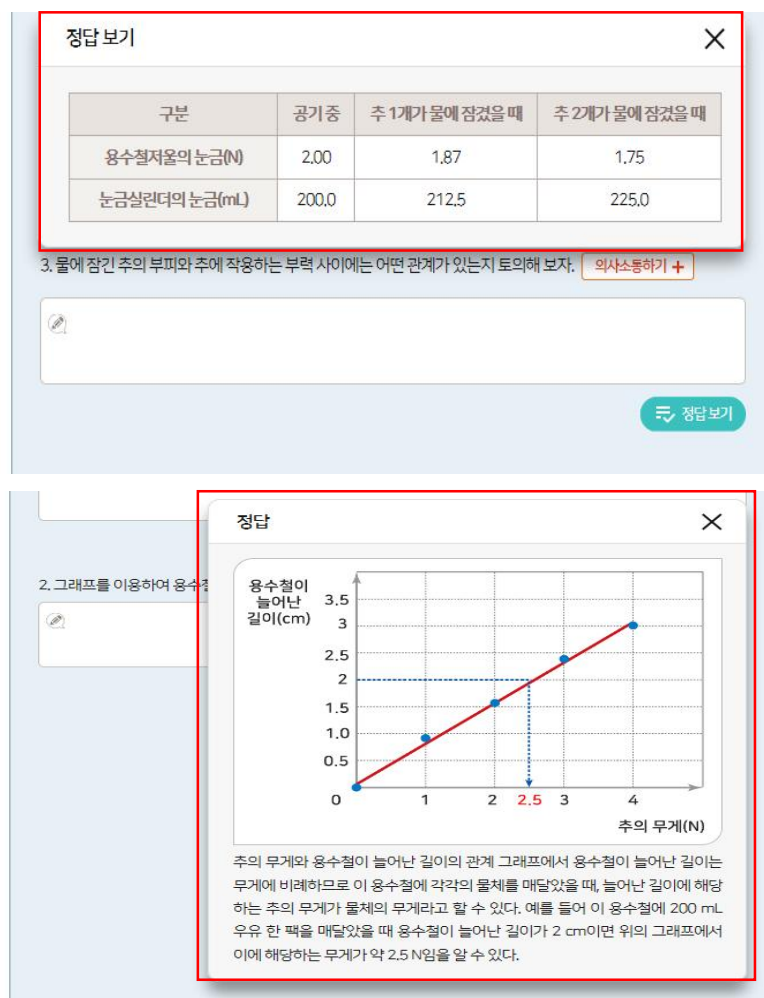 정답 보기
구분 공기 중 추 1개가 물에 잠겼을 때 추 2개가 물에 잠겼을 때
용수철저울의 눈금(N) 2.00 1.87 1.75
눈금실린더의 눈금(mL) 200.0 212.5 225.0
3. 물에 잠긴 추의 부피와 추에 작용하는 부력 사이에는 어떤 관계가 있는지 토의해 보자. 의사소통하기 +
정답 보기
정답
2. 그래프를 이용하여 용수
용수철이
늘어난
길이(cm)
3.5
3
2.5
2
1.5
1.0
0.5
0 1 2 2.5 3 4
추의 무게(N)
추의 무게와 용수철이 늘어난 길이의 관계 그래프에서 용수철이 늘어난 길이는
무게에 비례하므로 이 용수철에 각각의 물체를 매달았을 때, 늘어난 길이에 해당
하는 추의 무게가 물체의 무게라고 할 수 있다. 예를 들어 이 용수철에 200 mL
우유 한 팩을 매달았을 때 용수철이 늘어난 길이가 2 cm이면 위의 그래프에서
이에 해당하는 무게가 약 2.5 N임을 알 수 있다.